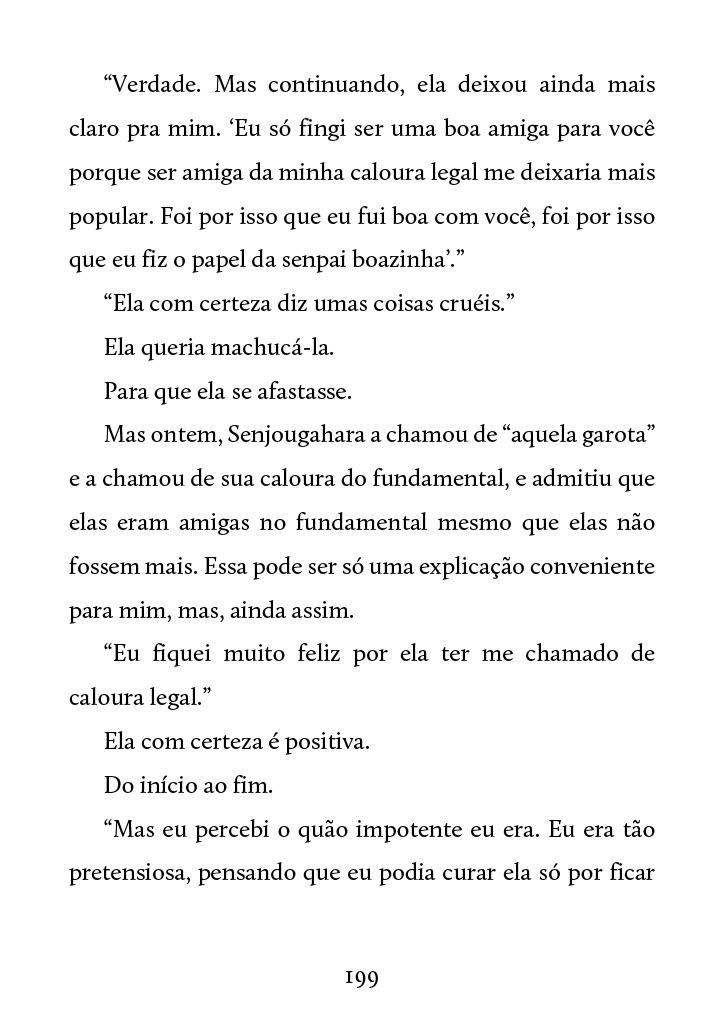 “Verdade. Mas continuando, ela deixou ainda mais
claro pra mim. ‘Eu só fingi ser uma boa amiga para você
porque ser amiga da minha caloura legal me deixaria mais
popular. Foi por isso que eu fui boa com você, foi por isso
que eu fiz o papel da senpai boazinha’.”
“Ela com certeza diz umas coisas cruéis.”
Ela queria machucá-la.
Para que ela se afastasse.
Mas ontem, Senjougahara a chamou de “aquela garota”
e a chamou de sua caloura do fundamental, e admitiu que
elas eram amigas no fundamental mesmo que elas não
fossem mais. Essa pode ser só uma explicação conveniente
para mim, mas, ainda assim.
“Eu fiquei muito feliz por ela ter me chamado de
caloura legal.”
Ela com certeza é positiva.
Do início ao fim.
“Mas eu percebi o quão impotente eu era. Eu era tão
pretensiosa, pensando que eu podia curar ela só por ficar
199